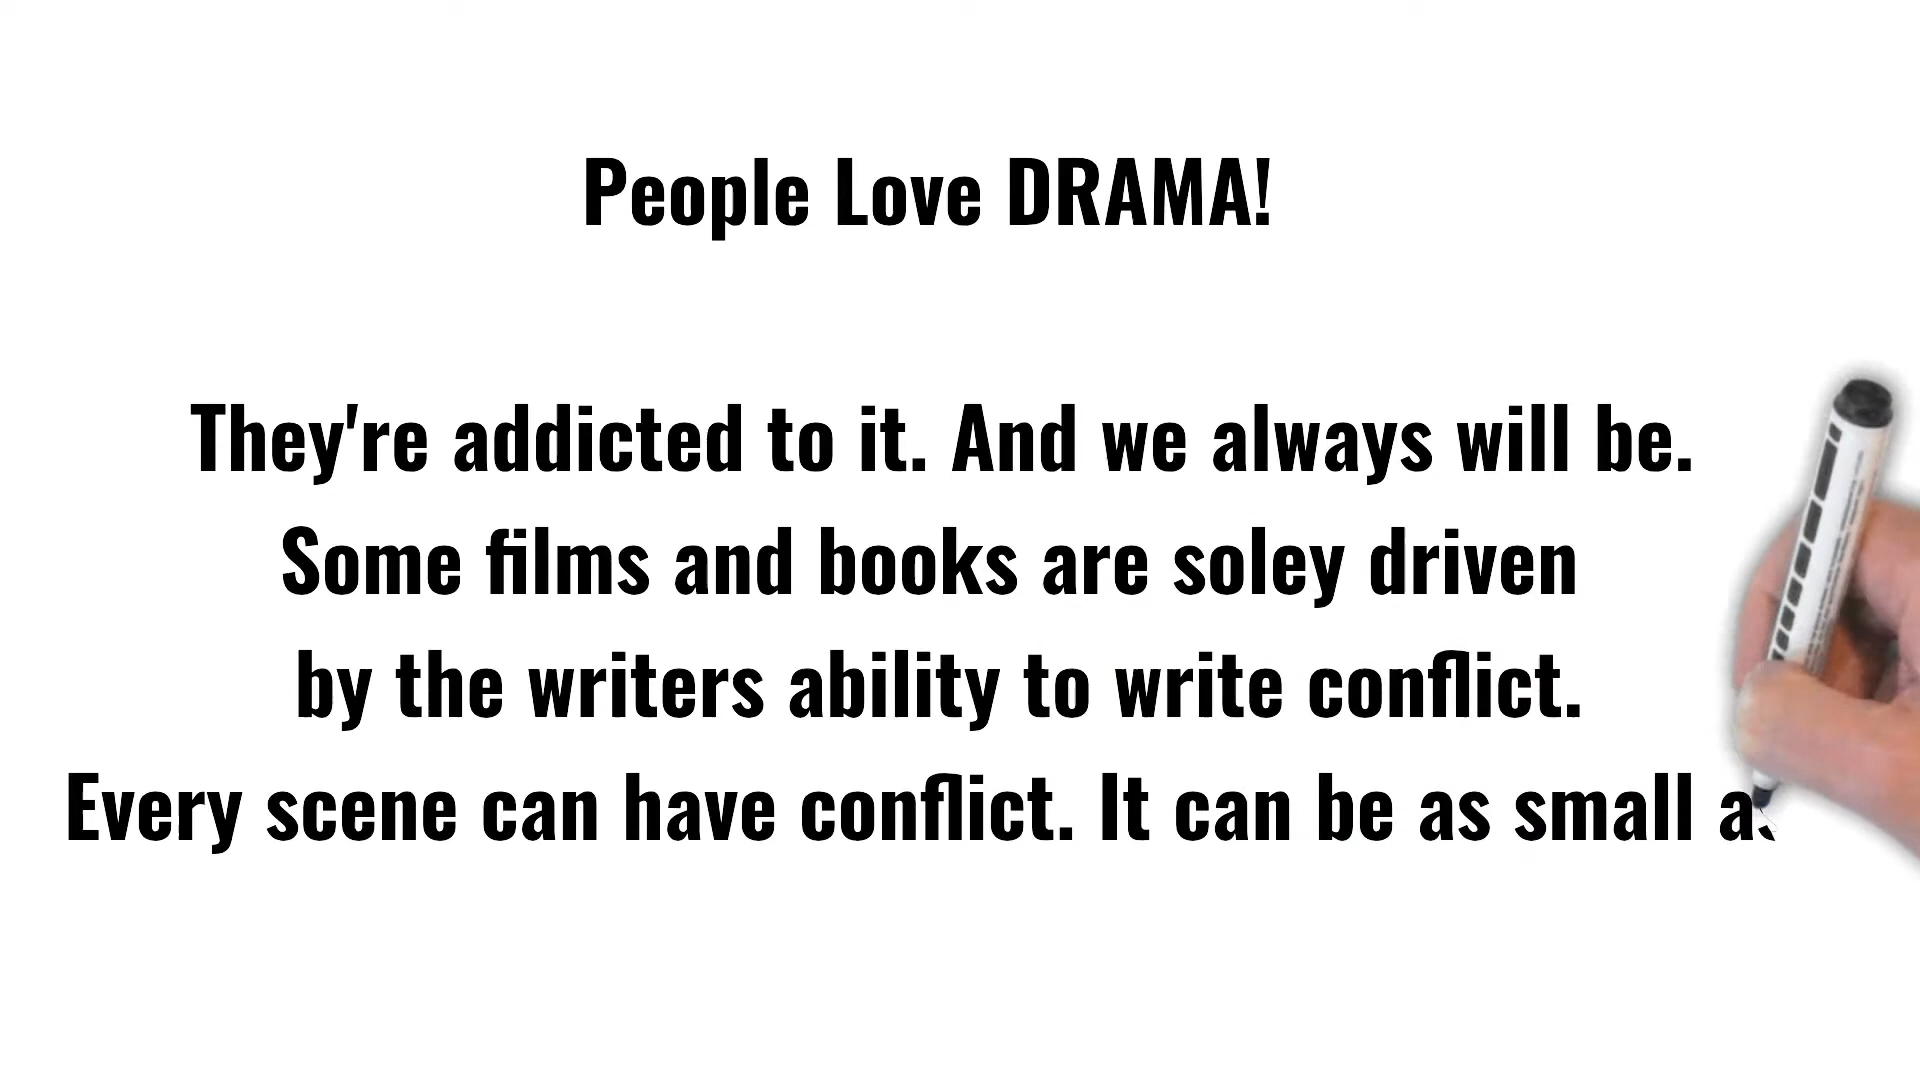 People Love DRAMA!
They're addicted to it. And we always will be.
Some films and books are soley driven
by the writers ability to write conflict.
Every scene can have conflict. It can be as small as